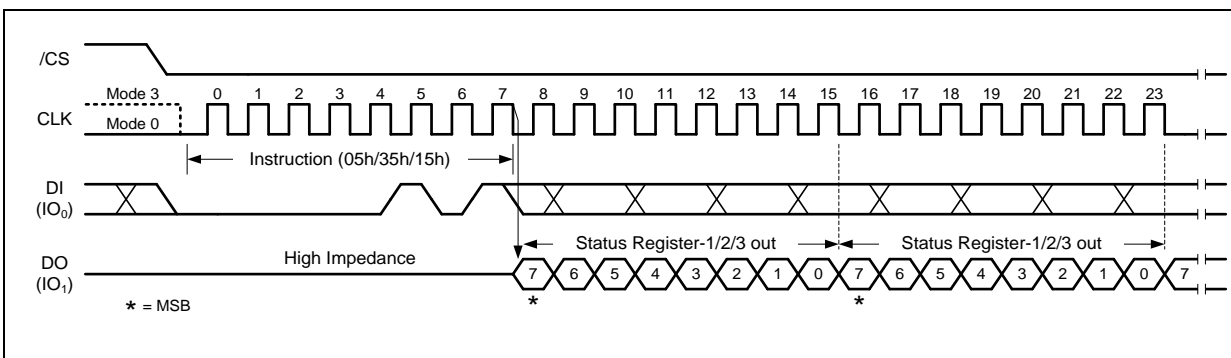 /CS
Mode 3
0 1 2 3 4 5 6 7 8 9 10 11 12 13 14 15 16 17 18 19 20 21 22 23
CLK
Mode 0
Instruction (05h/35h/15h)
DI
(IO₀)
Status Register-1/2/3 out
Status Register-1/2/3 out
High Impedance
DO
(IO₁)
7 6 5 4 3 2 1 0 7 6 5 4 3 2 1 0 7
* *
* = MSB